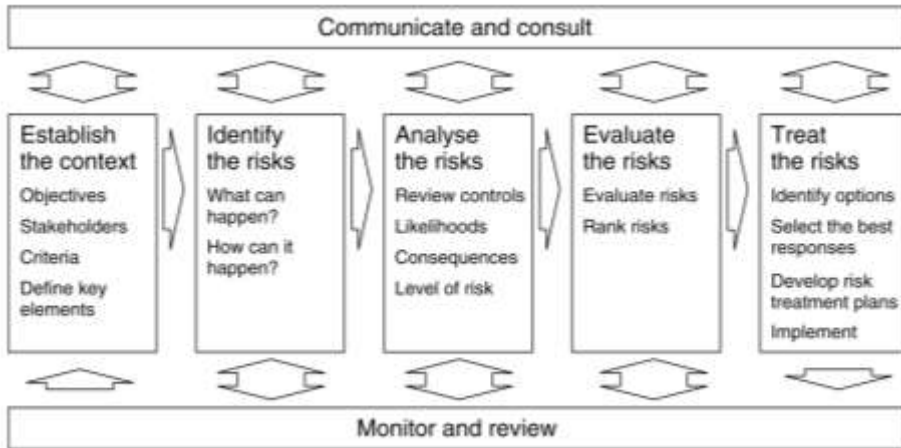 Communicate and consult
Establish
the context
Objectives
Stakeholders
Criteria
Define key
elements
Identify
the risks
What can
happen?
How can it
happen?
Analyse
the risks
Review controls
Likelihoods
Consequences
Level of risk
Evaluate
the risks
Evaluate risks
Rank risks
Treat
the risks
Identify options
Select the best
responses
Develop risk
treatment plans
Implement
Monitor and review